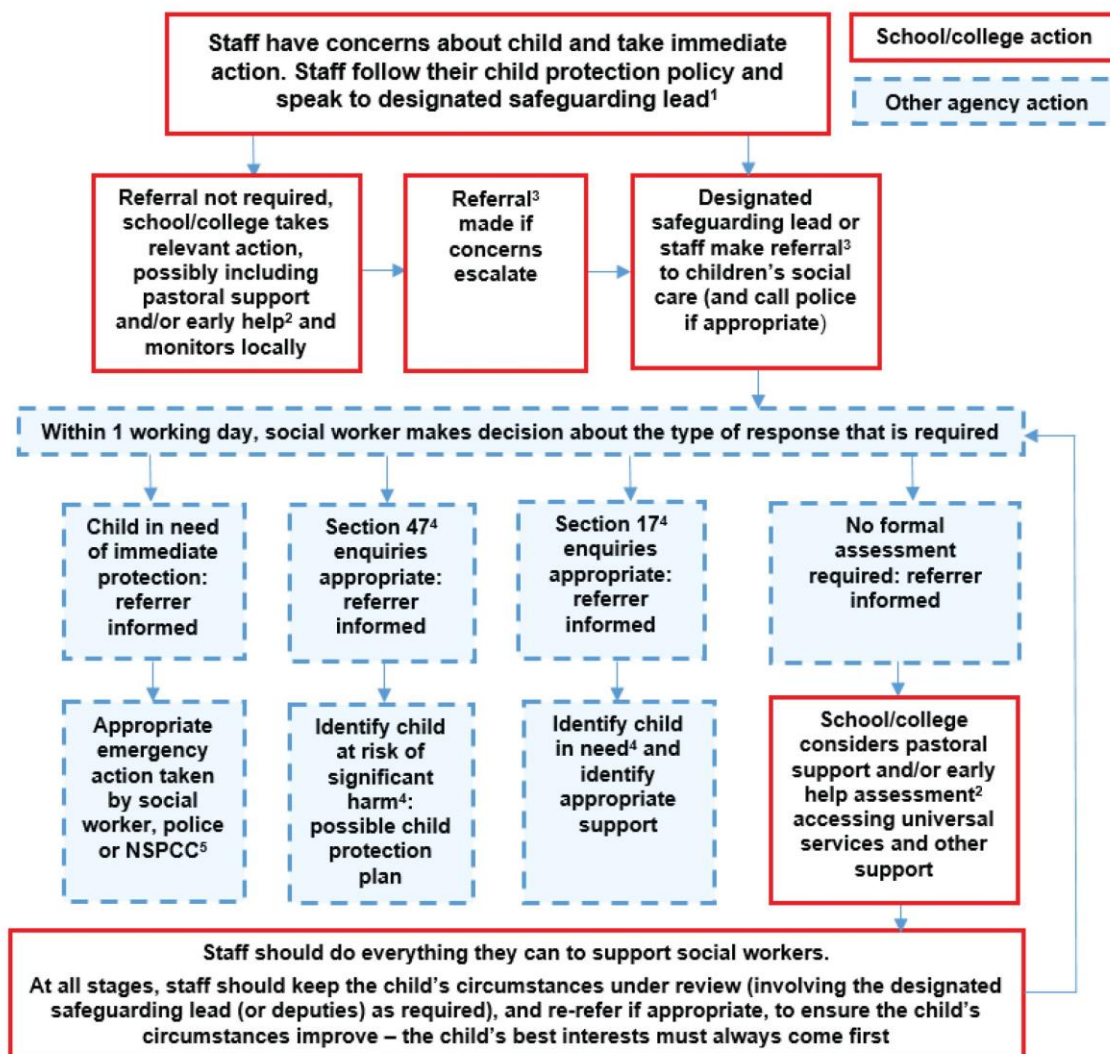 Staff have concerns about child and take immediate
action. Staff follow their child protection policy and
speak to designated safeguarding lead¹
School/college action
Other agency action
Referral not required,
school/college takes
relevant action,
possibly including
pastoral support
and/or early help² and
monitors locally
Referral³
made if
concerns
escalate
Designated
safeguarding lead or
staff make referral³
to children’s social
care (and call police
if appropriate)
Within 1 working day, social worker makes decision about the type of response that is required
Child in need
of immediate
protection:
referrer
informed
Section 47⁴
enquiries
appropriate:
referrer
informed
Section 17⁴
enquiries
appropriate:
referrer
informed
No formal
assessment
required: referrer
informed
Appropriate
emergency
action taken
by social
worker, police
or NSPCC⁵
Identify child
at risk of
significant
harm⁴:
possible child
protection
plan
Identify child
in need⁴ and
identify
appropriate
support
School/college
considers pastoral
support and/or early
help assessment²
accessing universal
services and other
support
Staff should do everything they can to support social workers.
At all stages, staff should keep the child’s circumstances under review (involving the designated
safeguarding lead (or deputies) as required), and re-refer if appropriate, to ensure the child’s
circumstances improve – the child’s best interests must always come first